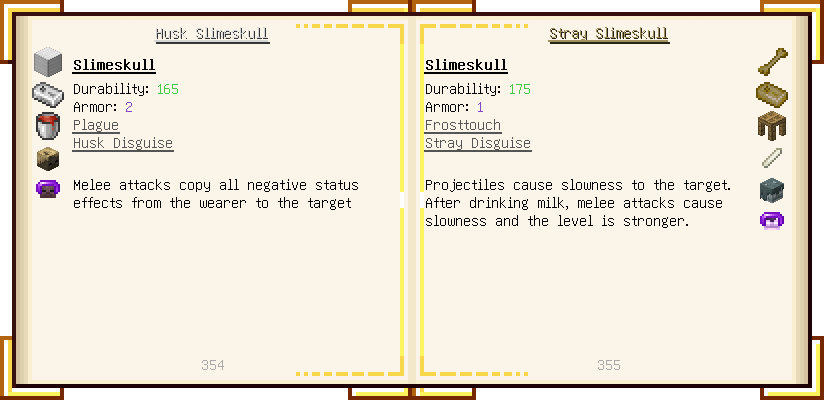 Husk Slimeskull
Slimeskull
Durability: 165
Armor: 2
Plague
Husk Disguise
Melee attacks copy all negative status
effects from the wearer to the target
354
Stray Slimeskull
Slimeskull
Durability: 175
Armor: 1
Frosttouch
Stray Disguise
Projectiles cause slowness to the target.
After drinking milk, melee attacks cause
slowness and the level is stronger.
355